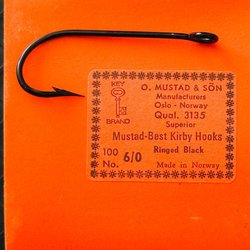 KEY
BRAND
O. MUSTAD & SÖN
Manufacturers
Oslo - Norway
Qual. 3135
Superior
Mustad-Best Kirby Hooks
100 Ringed Black
No. 6/0 Made in Norway